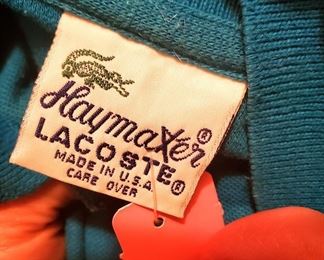 Haymaker®
LACOSTE®
MADE IN U.S.A.
CARE OVER